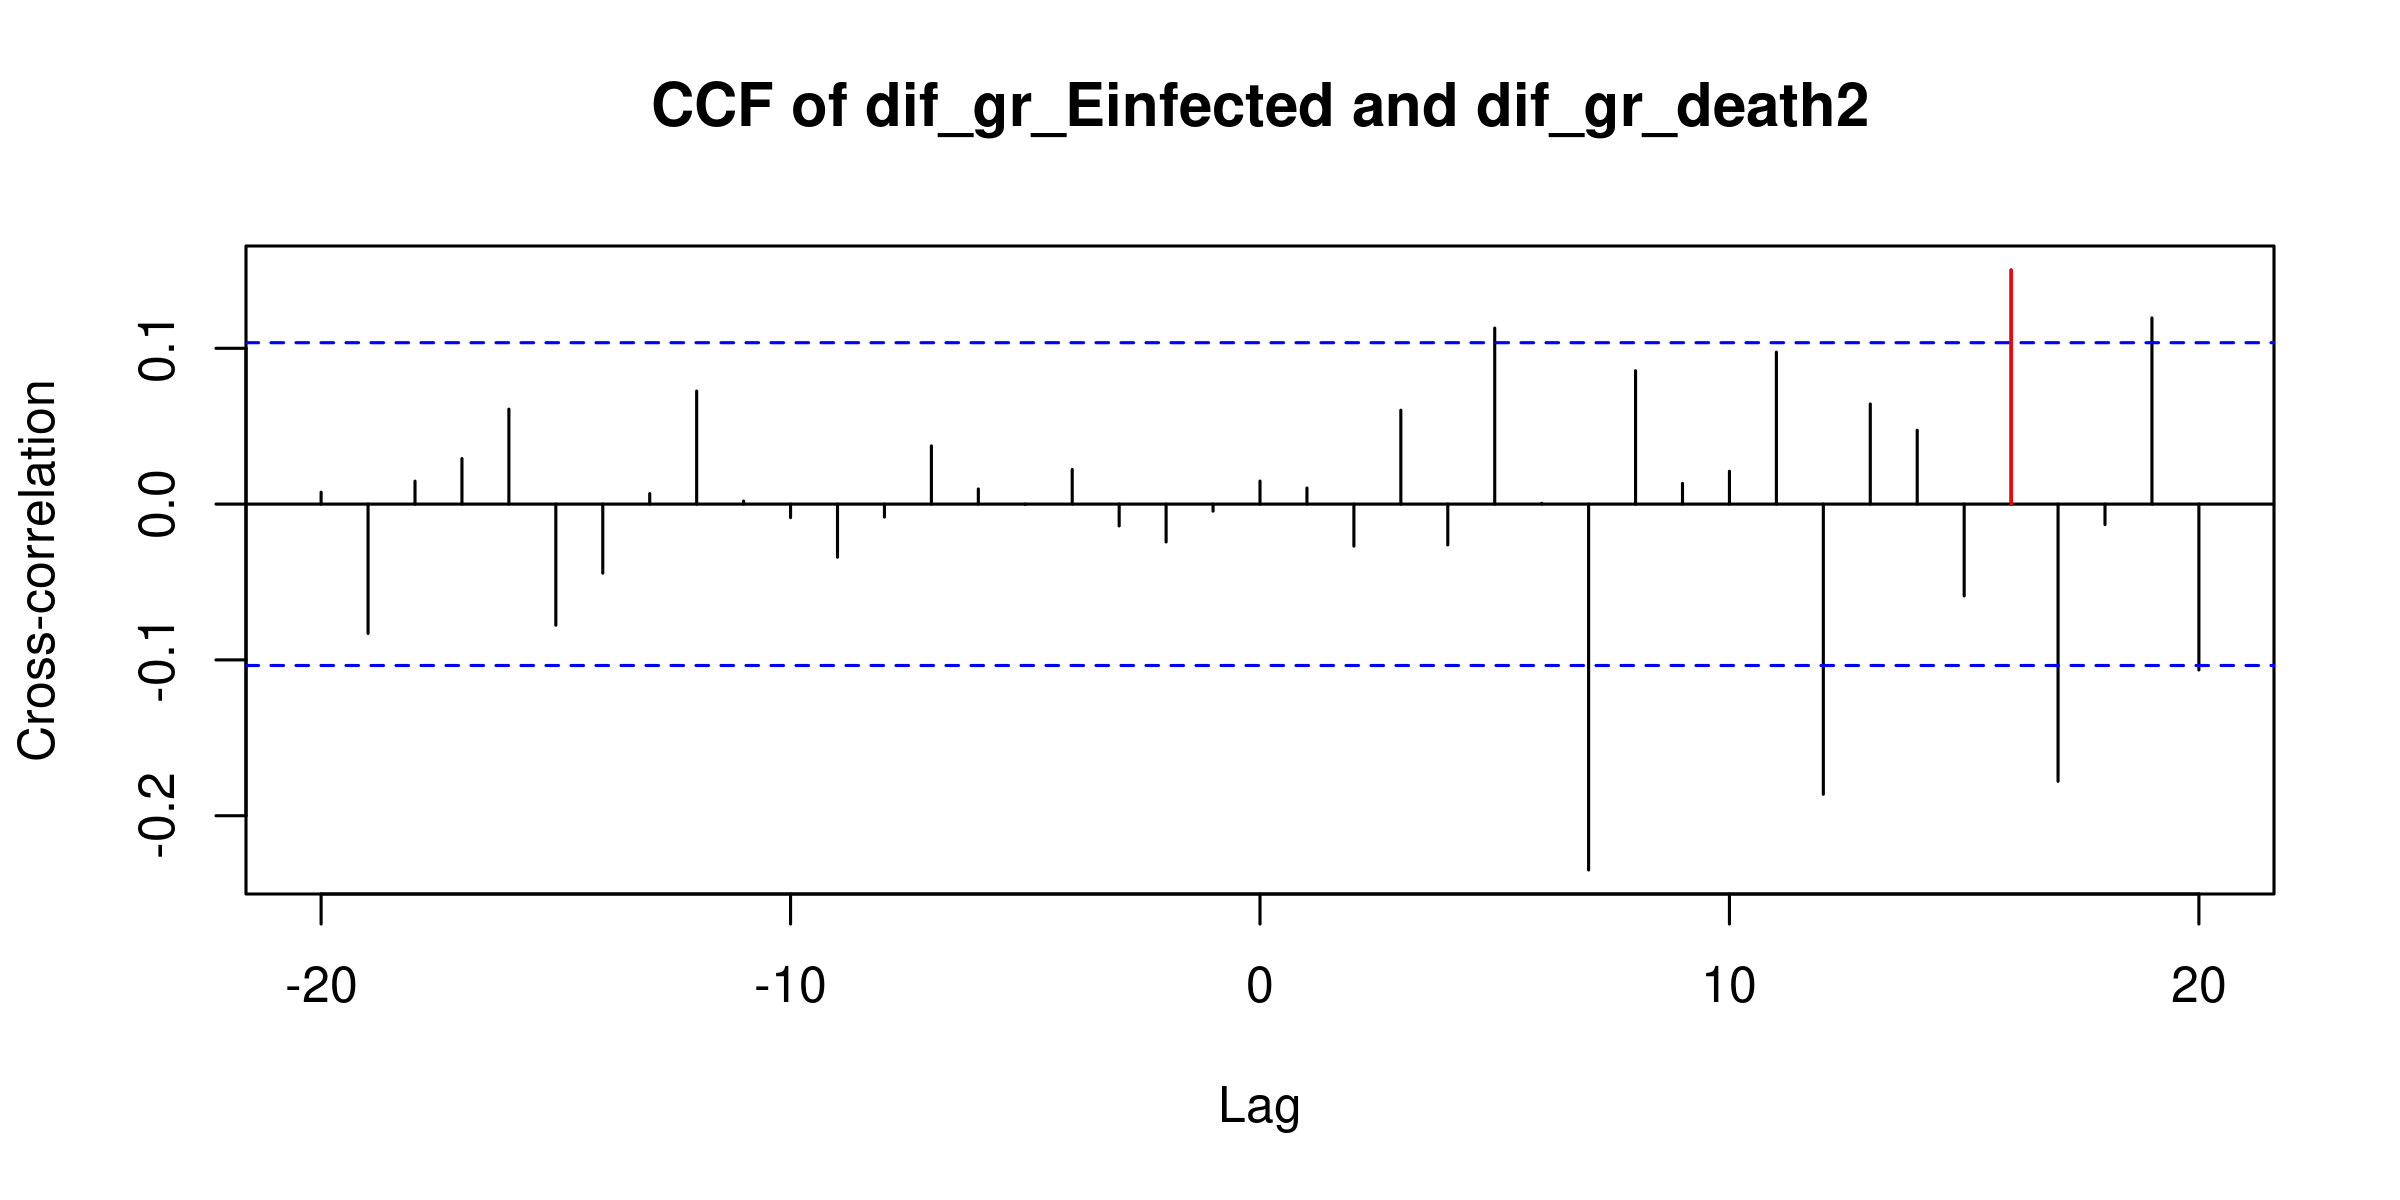 CCF of dif_gr_Einfected and dif_gr_death2
Cross-correlation
0.1
0.0
-0.1
-0.2
-20 -10 0 10 20
Lag